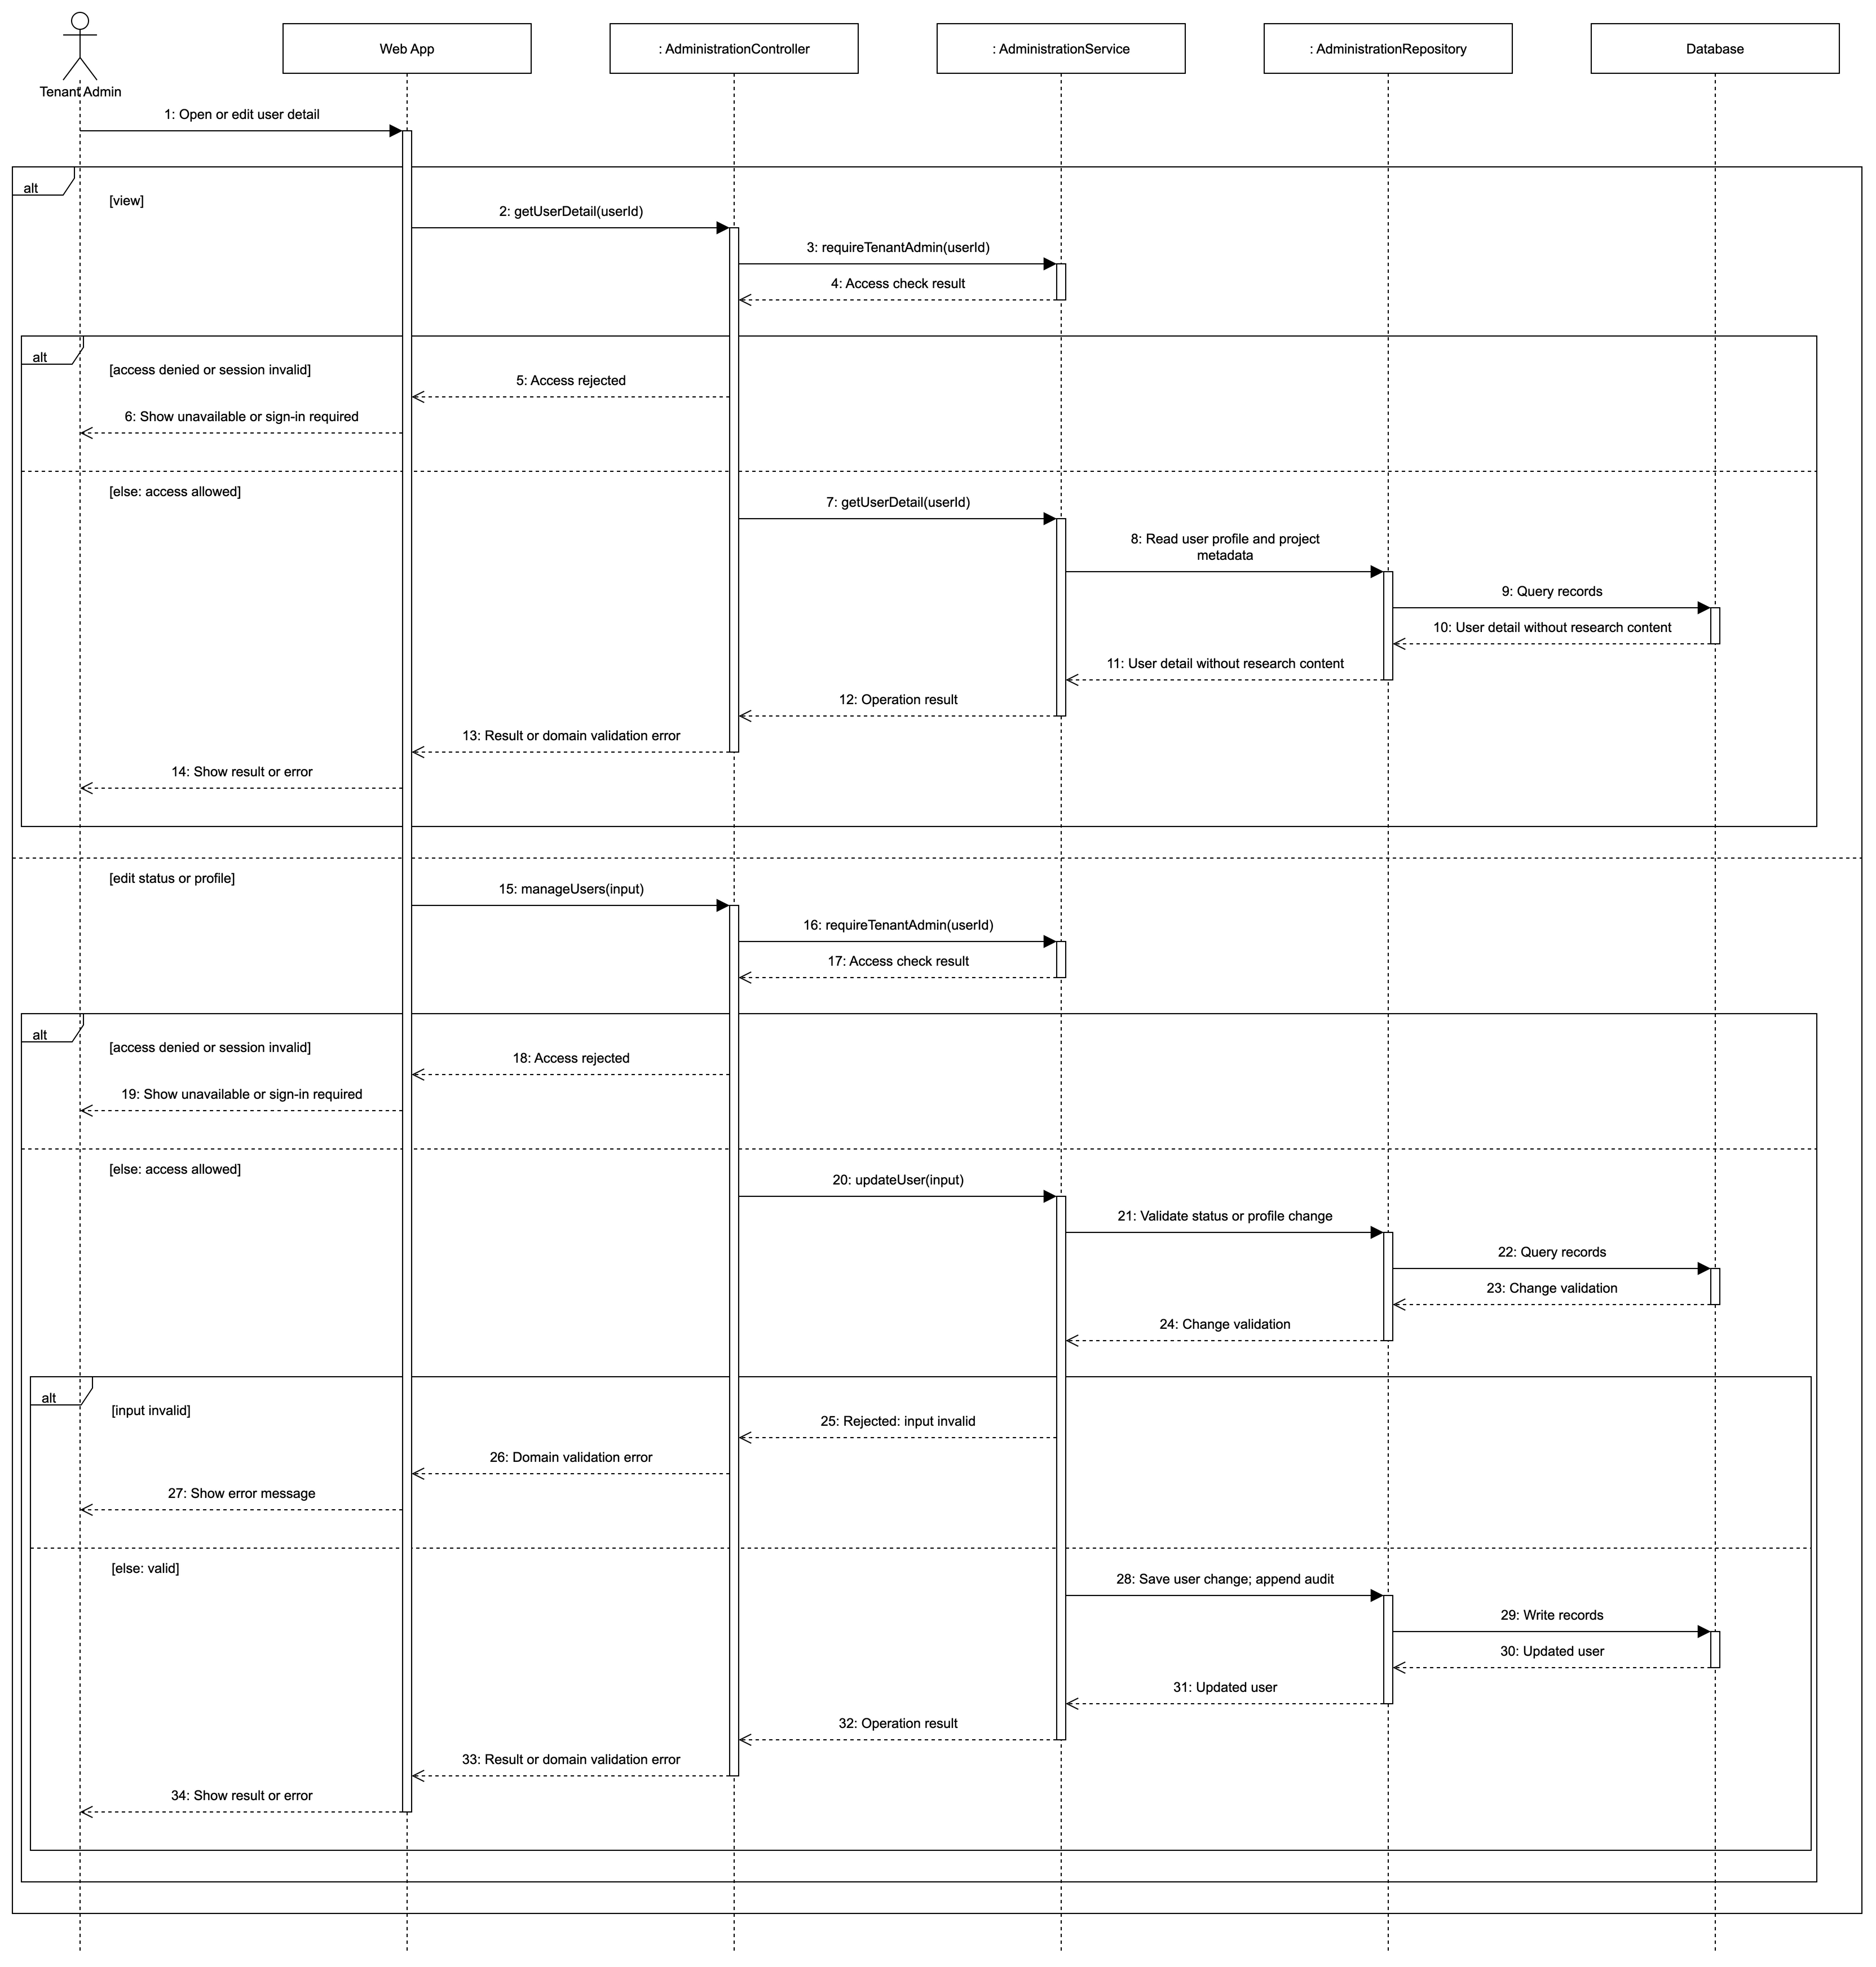 Tenant Admin
Web App
: AdministrationController
: AdministrationService
: AdministrationRepository
Database
1: Open or edit user detail
alt
[view]
2: getUserDetail(userId)
3: requireTenantAdmin(userId)
4: Access check result
alt
[access denied or session invalid]
5: Access rejected
6: Show unavailable or sign-in required
[else: access allowed]
7: getUserDetail(userId)
8: Read user profile and project
metadata
9: Query records
10: User detail without research content
11: User detail without research content
12: Operation result
13: Result or domain validation error
14: Show result or error
[edit status or profile]
15: manageUsers(input)
16: requireTenantAdmin(userId)
17: Access check result
alt
[access denied or session invalid]
18: Access rejected
19: Show unavailable or sign-in required
[else: access allowed]
20: updateUser(input)
21: Validate status or profile change
22: Query records
23: Change validation
24: Change validation
alt
[input invalid]
25: Rejected: input invalid
26: Domain validation error
27: Show error message
[else: valid]
28: Save user change; append audit
29: Write records
30: Updated user
31: Updated user
32: Operation result
33: Result or domain validation error
34: Show result or error